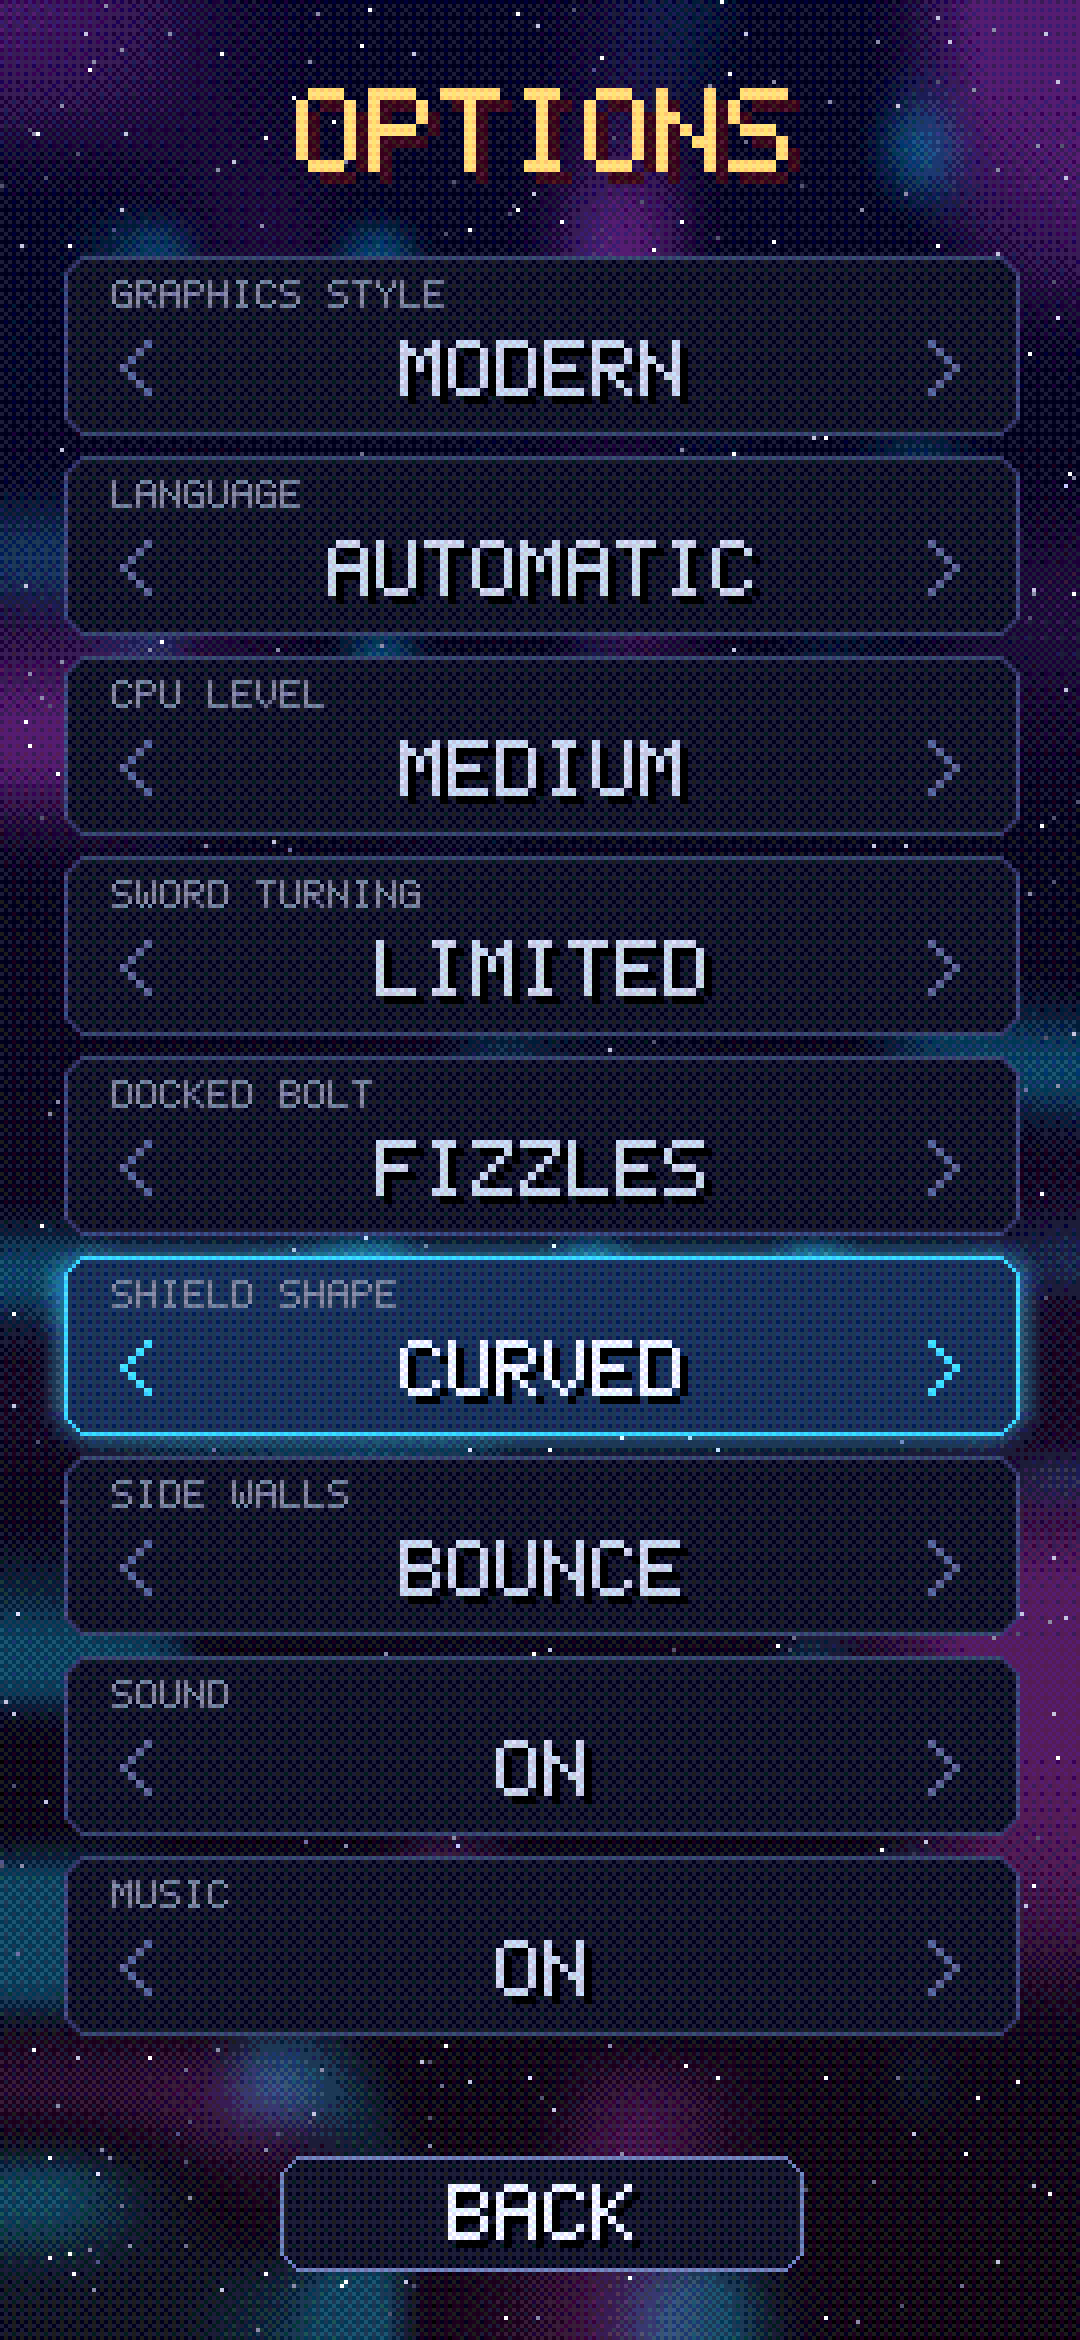 OPTIONS
GRAPHICS STYLE
< MODERN >
LANGUAGE
< AUTOMATIC >
CPU LEVEL
< MEDIUM >
SWORD TURNING
< LIMITED >
DOCKED BOLT
< FIZZLES >
SHIELD SHAPE
< CURVED >
SIDE WALLS
< BOUNCE >
SOUND
< ON >
MUSIC
< ON >
BACK